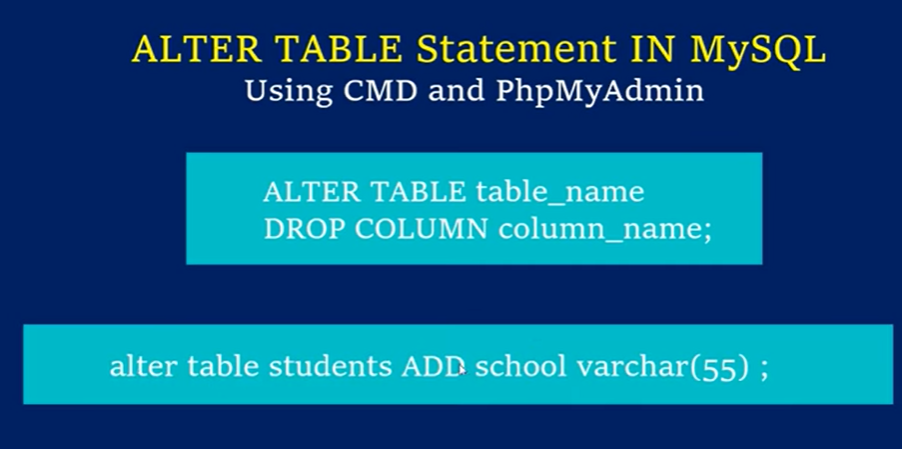 ALTER TABLE Statement IN MySQL
Using CMD and PhpMyAdmin
ALTER TABLE table_name
DROP COLUMN column_name;
alter table students ADD school varchar(55) ;